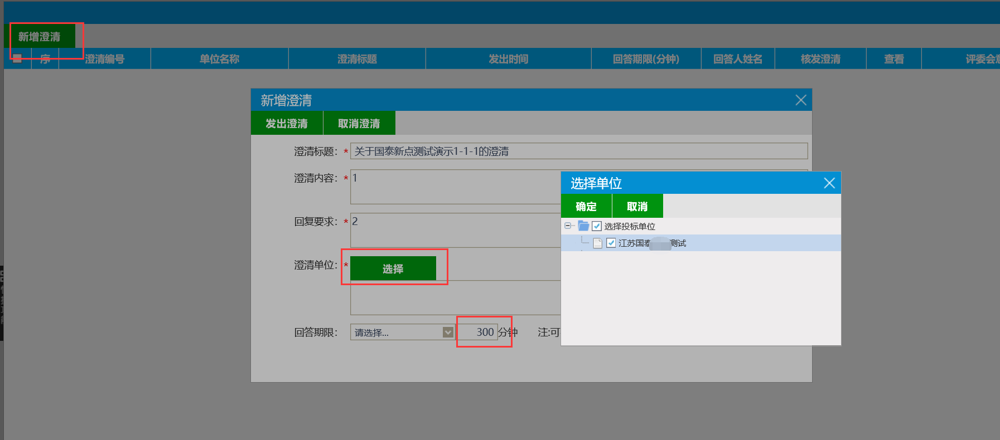 新增澄清
序 澄清编号 单位名称 澄清标题 发出时间 回答期限(分钟) 回答人姓名 核发澄清 查看 评委会意
新增澄清
发出澄清 取消澄清
澄清标题：* 关于国泰新点测试演示1-1-1的澄清
澄清内容：* 1
回复要求：* 2
澄清单位：* 选择
回答期限： 请选择... 300 分钟 注:可
选择单位
确定 取消
选择投标单位
江苏国泰 测试